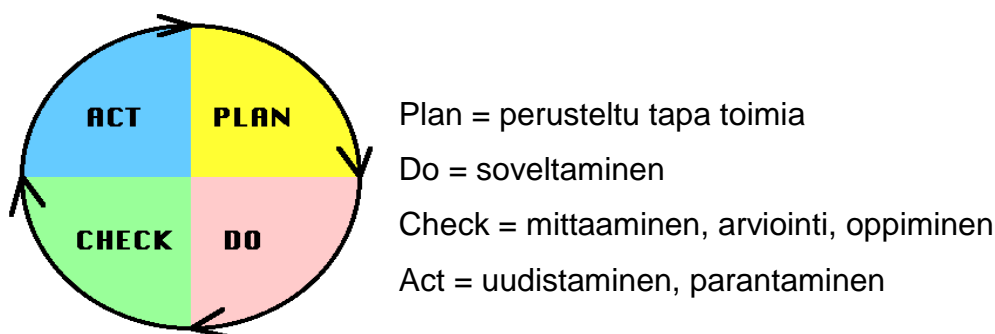 ACT PLAN
CHECK DO
Plan = perusteltu tapa toimia
Do = soveltaminen
Check = mittaaminen, arviointi, oppiminen
Act = uudistaminen, parantaminen